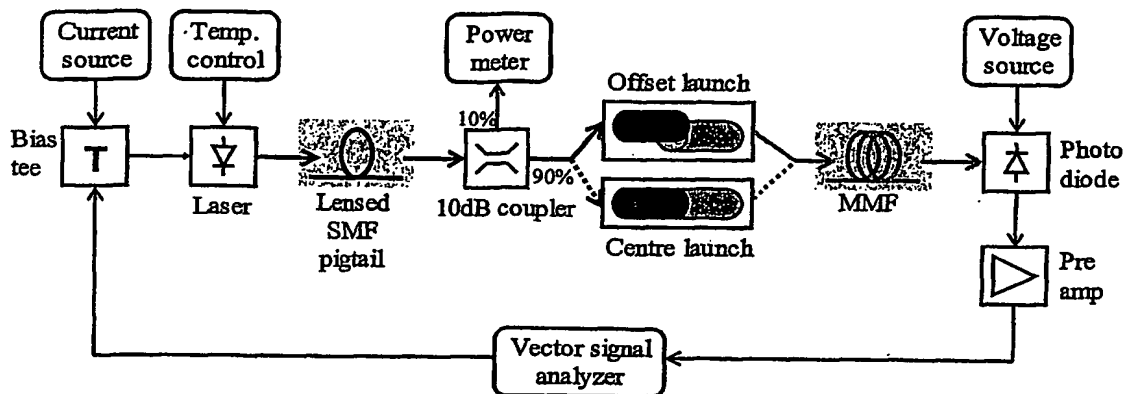 Current
source
Temp.
control
Power
meter
Voltage
source
Offset launch
10%
Bias
tee
T
90%
Photo
diode
Laser
Lensed
SMF
pigtail
10dB coupler
MMF
Centre launch
Pre
amp
Vector signal
analyzer